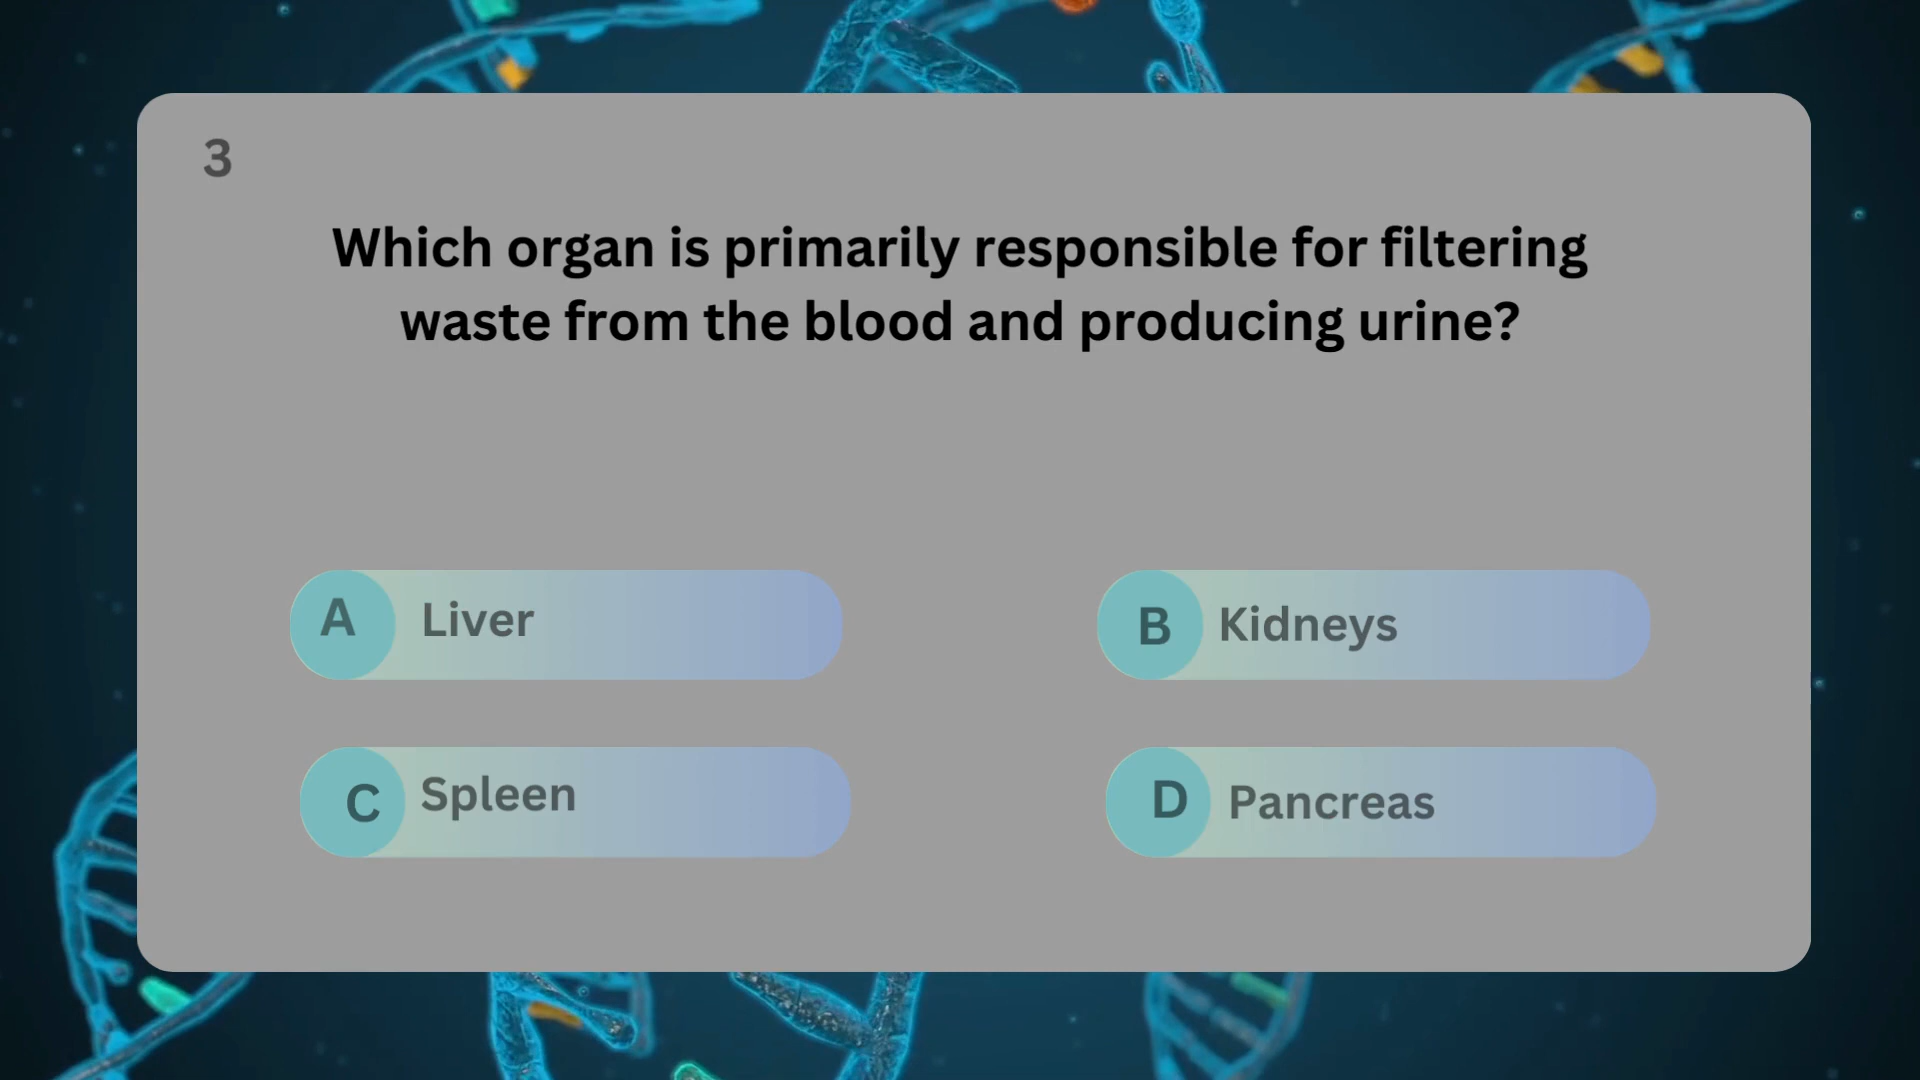 3
Which organ is primarily responsible for filtering
waste from the blood and producing urine?
A Liver
B Kidneys
C Spleen
D Pancreas